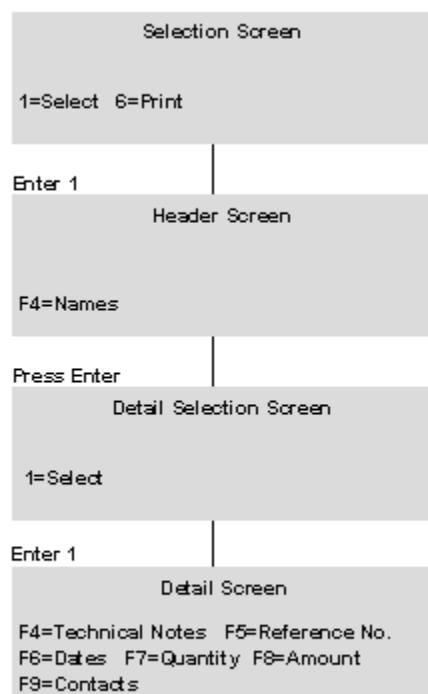 Selection Screen
1=Select 6=Print
Enter 1
Header Screen
F4=Names
Press Enter
Detail Selection Screen
1=Select
Enter 1
Detail Screen
F4=Technical Notes F5=Reference No.
F6=Dates F7=Quantity F8=Amount
F9=Contacts